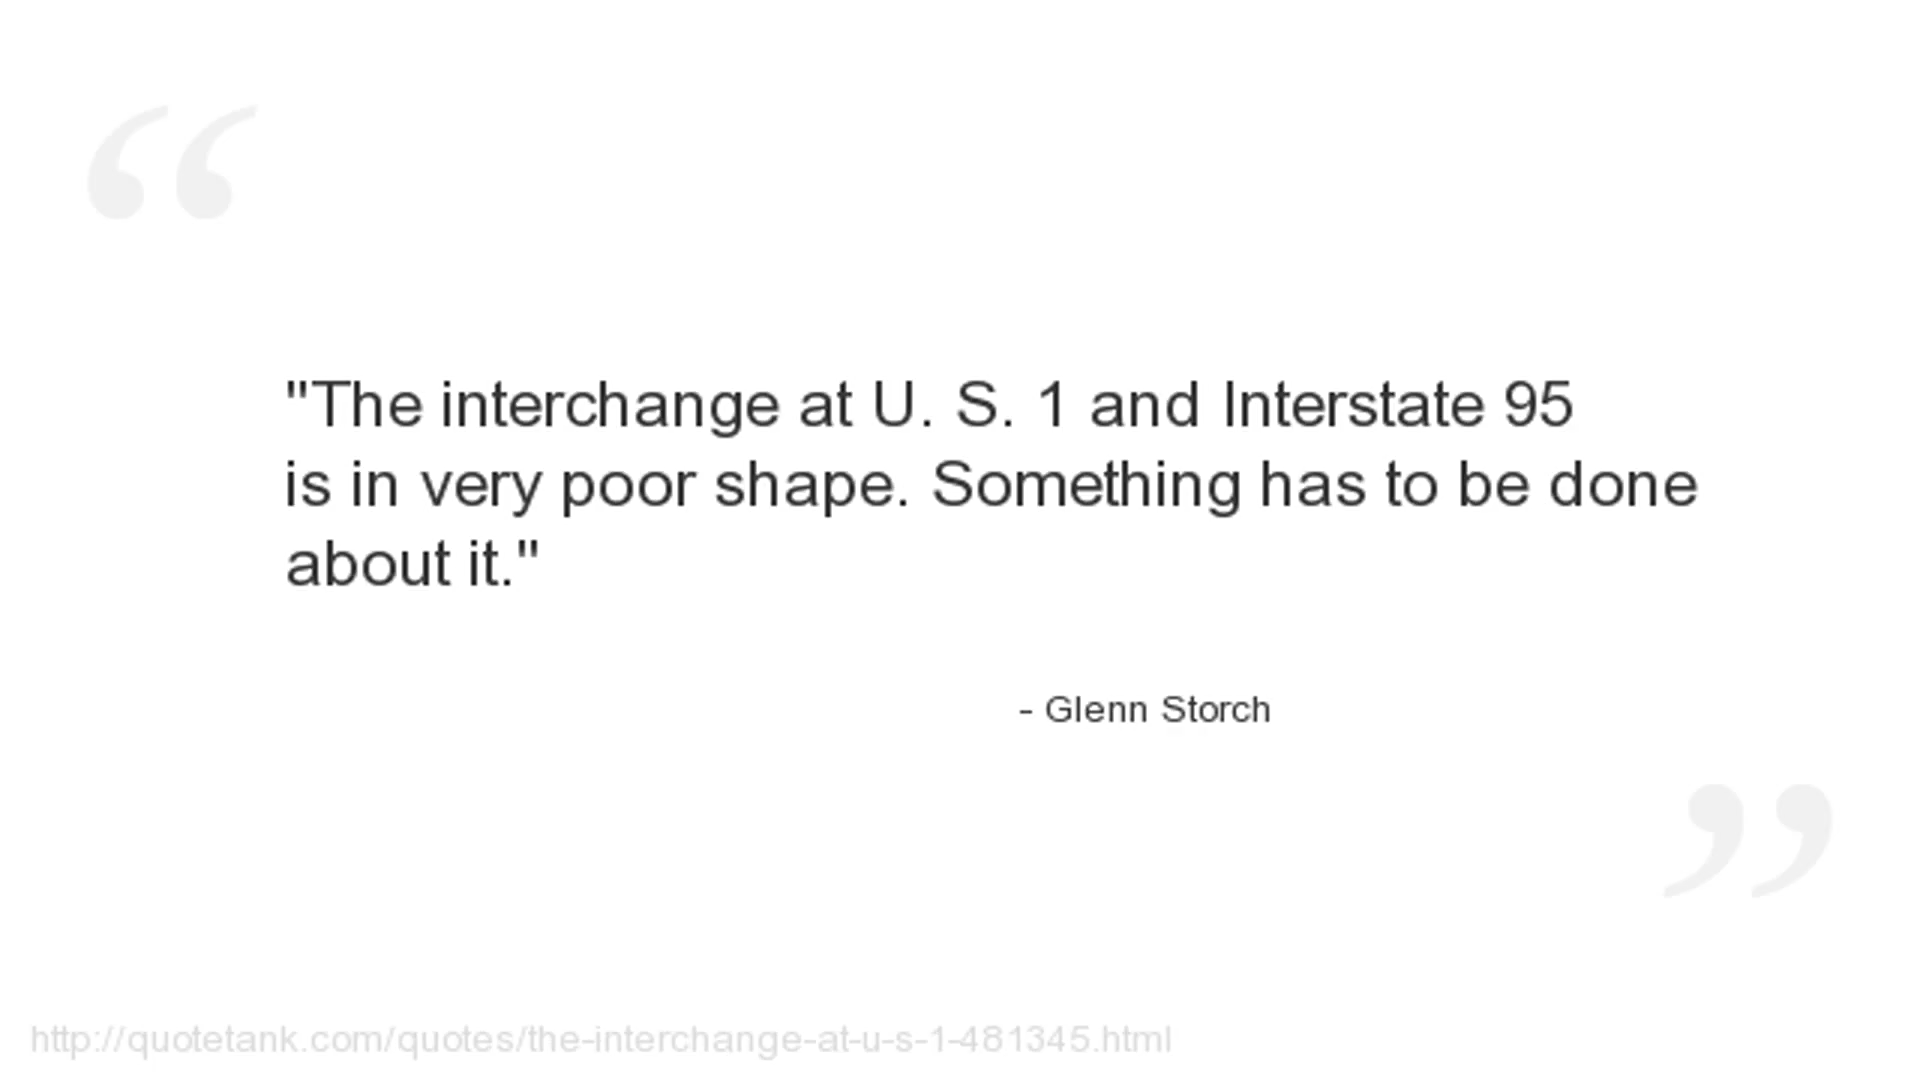 "The interchange at U. S. 1 and Interstate 95
is in very poor shape. Something has to be done
about it."
- Glenn Storch
http://quotetank.com/quotes/the-interchange-at-u-s-1-481345.html